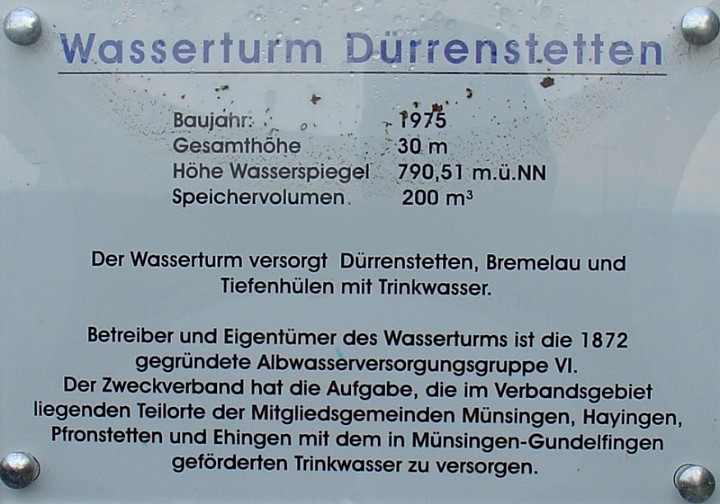 Wasserturm Dürrenstetten
Baujahr: 1975
Gesamthöhe 30 m
Höhe Wasserspiegel 790,51 m.ü.NN
Speichervolumen. 200 m³
Der Wasserturm versorgt Dürrenstetten, Bremelau und
Tiefenhülen mit Trinkwasser.
Betreiber und Eigentümer des Wasserturms ist die 1872
gegründete Albwasserversorgungsgruppe VI.
Der Zweckverband hat die Aufgabe, die im Verbandsgebiet
liegenden Teilorte der Mitgliedsgemeinden Münsingen, Hayingen,
Pfronstetten und Ehingen mit dem in Münsingen-Gundelfingen
geförderten Trinkwasser zu versorgen.